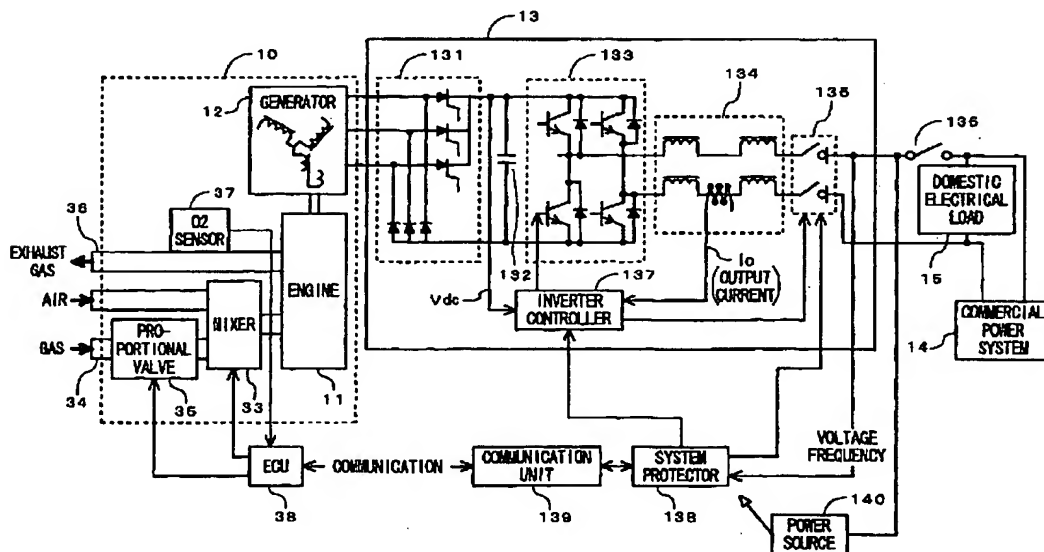 13
10
131
133
134
135
136
12
GENERATOR
DOMESTIC
ELECTRICAL
LOAD
15
37
O2
SENSOR
36
EXHAUST
GAS
132
137
Io
(OUTPUT
CURRENT)
Vdc
INVERTER
CONTROLLER
ENGINE
AIR
MIXER
COMMERCIAL
POWER
SYSTEM
14
GAS
PRO-
PORTIONAL
VALVE
34
35
33
11
VOLTAGE
FREQUENCY
ECU
COMMUNICATION
COMMUNICATION
UNIT
SYSTEM
PROTECTOR
38
139
138
140
POWER
SOURCE